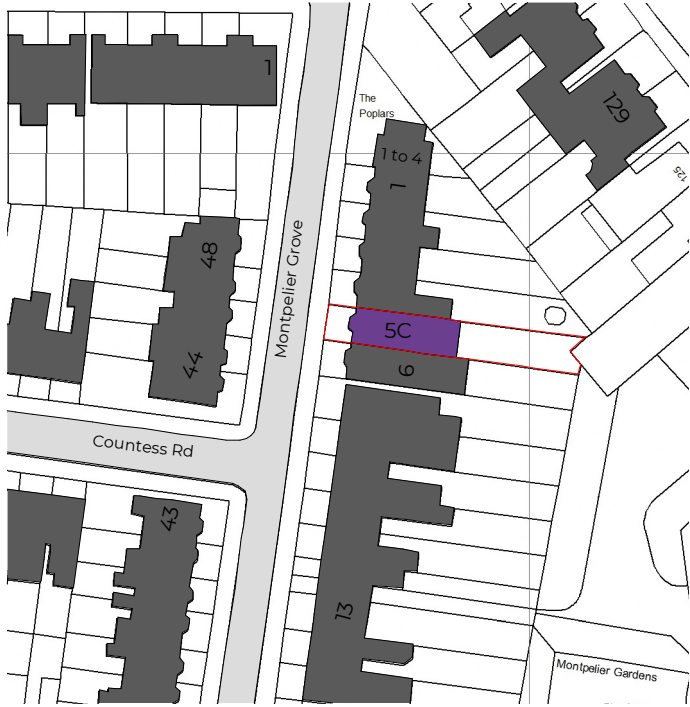 1
The
Poplars
129
1 to 4
1
125
48
Montpelier Grove
5C
44
6
Countess Rd
43
13
Montpelier Gardens